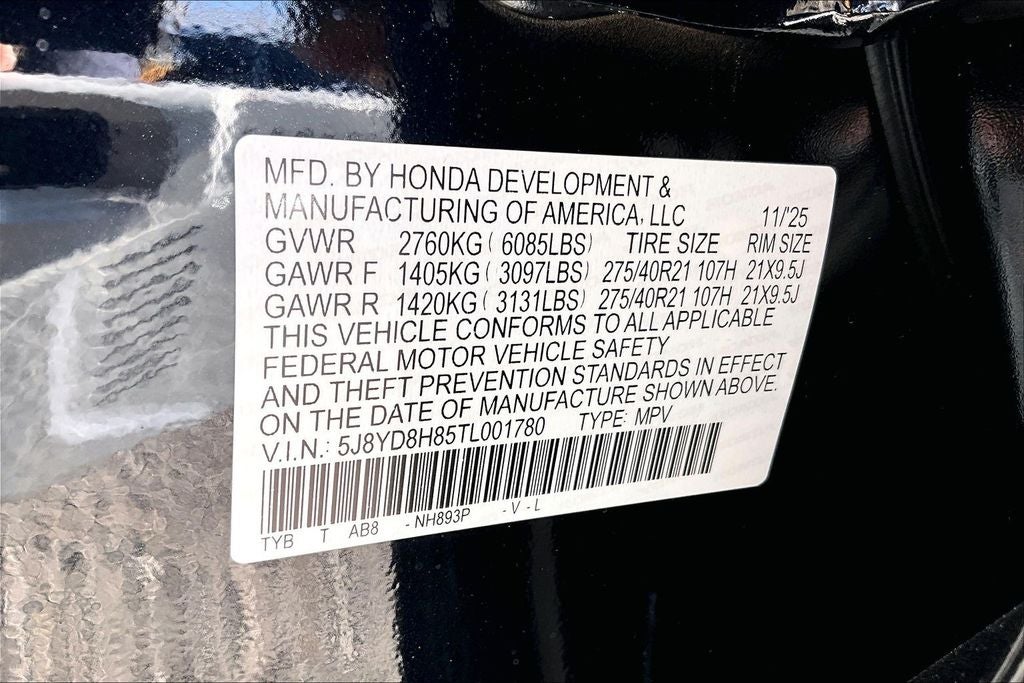 MFD. BY HONDA DEVELOPMENT &
MANUFACTURING OF AMERICA, LLC 11/'25
GVWR 2760KG ( 6085LBS) TIRE SIZE RIM SIZE
GAWR F 1405KG ( 3097LBS) 275/40R21 107H 21X9.5J
GAWR R 1420KG ( 3131LBS) 275/40R21 107H 21X9.5J
THIS VEHICLE CONFORMS TO ALL APPLICABLE
FEDERAL MOTOR VEHICLE SAFETY
AND THEFT PREVENTION STANDARDS IN EFFECT
ON THE DATE OF MANUFACTURE SHOWN ABOVE.
V.I.N.: 5J8YD8H85TL001780 TYPE: MPV
TYB T AB8 - NH893P - V - L